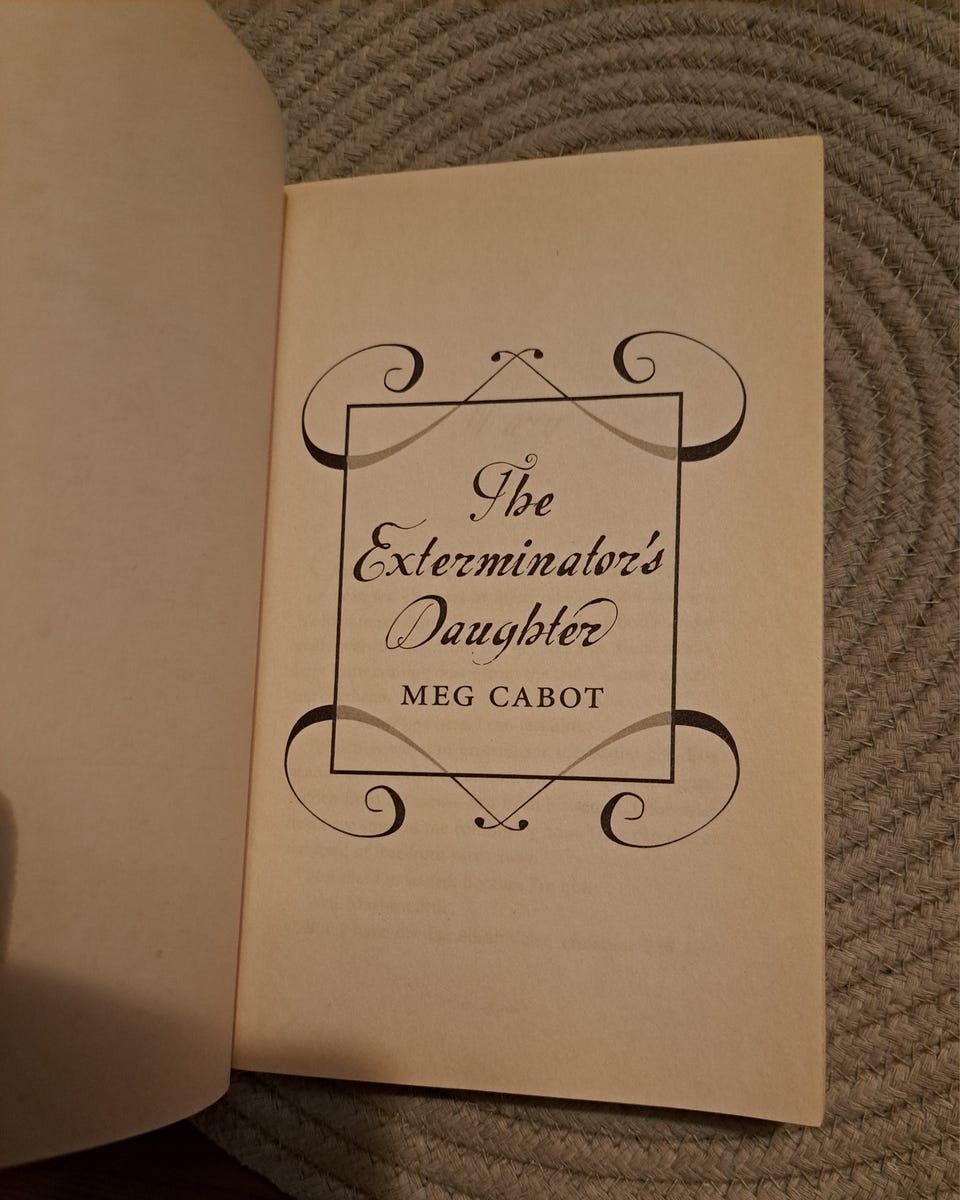 The
Exterminator's
Daughter
MEG CABOT